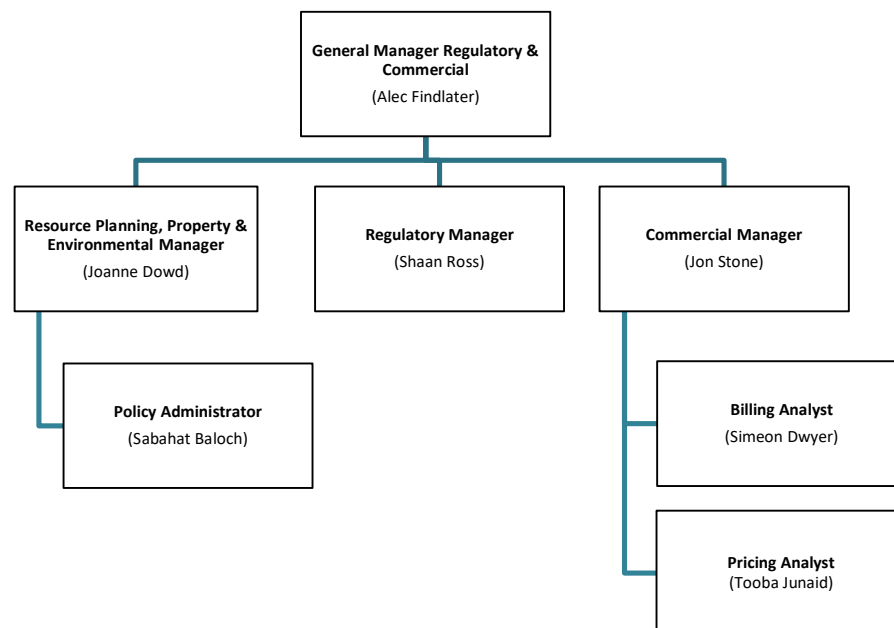 General Manager Regulatory &
Commercial
(Alec Findlater)
Resource Planning, Property &
Environmental Manager
(Joanne Dowd)
Regulatory Manager
(Shaan Ross)
Commercial Manager
(Jon Stone)
Policy Administrator
(Sabahat Baloch)
Billing Analyst
(Simeon Dwyer)
Pricing Analyst
(Tooba Junaid)